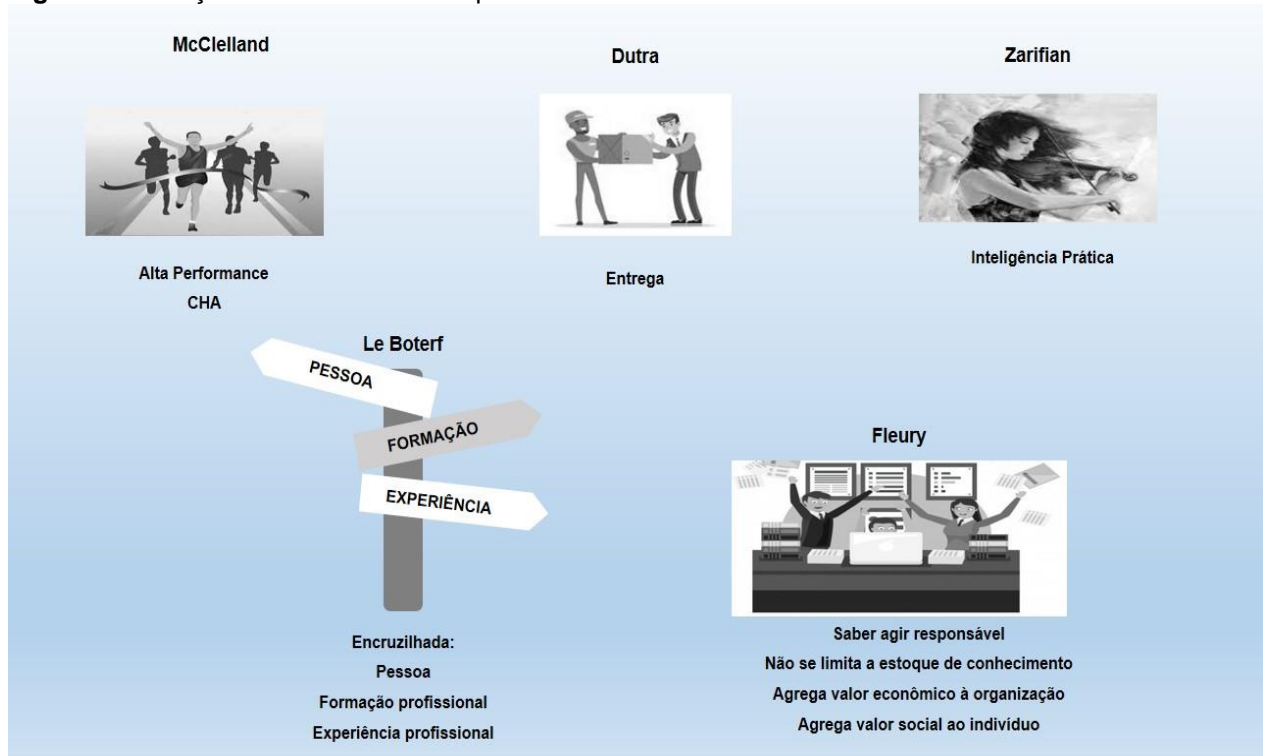 McClelland
Dutra
Zarifian
Alta Performance
CHA
Entrega
Inteligência Prática
Le Boterf
PESSOA
FORMAÇÃO
EXPERIÊNCIA
Encruzilhada:
Pessoa
Formação profissional
Experiência profissional
Fleury
Saber agir responsável
Não se limita a estoque de conhecimento
Agrega valor econômico à organização
Agrega valor social ao indivíduo